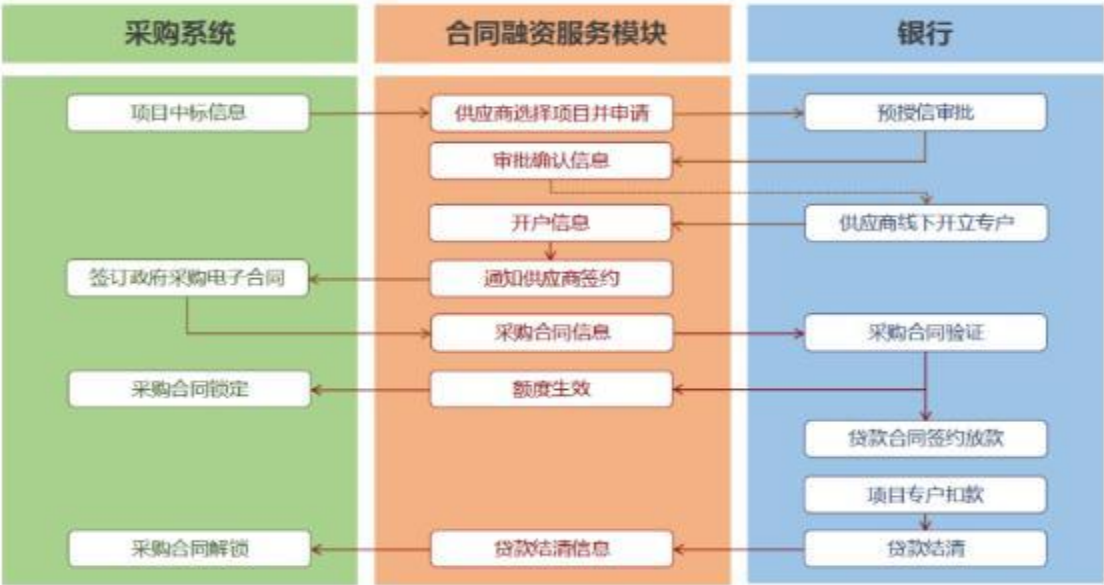 采购系统
合同融资服务模块
银行
项目中标信息
供应商选择项目并申请
预授信审批
审批确认信息
开户信息
供应商线下开立专户
签订政府采购电子合同
通知供应商签约
采购合同信息
采购合同验证
采购合同锁定
额度生效
贷款合同签约放款
项目专户扣款
采购合同解锁
贷款结清信息
贷款结清